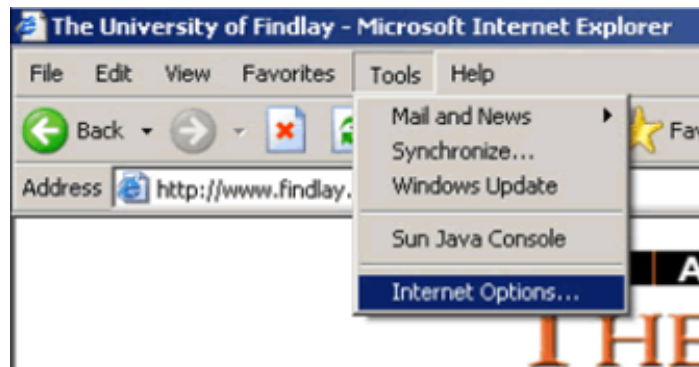 The University of Findlay - Microsoft Internet Explorer
File Edit View Favorites Tools Help
Back
Mail and News
Synchronize...
Windows Update
Sun Java Console
Internet Options...
Address http://www.findlay.
A
THE